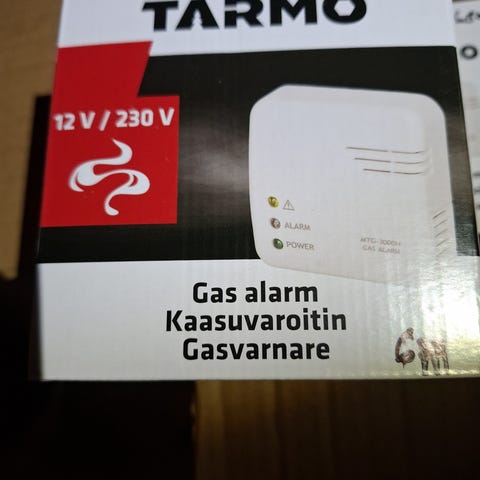 TARMO
12 V / 230 V
ALARM
POWER
MTG-3000H
GAS ALARM
Gas alarm
Kaasuvaroitin
Gasvarnare